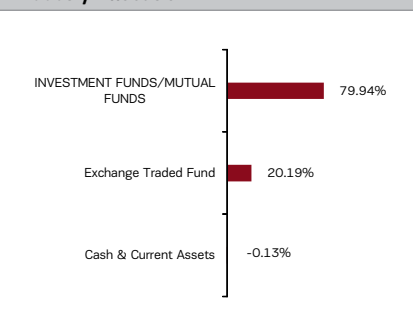 INVESTMENT FUNDS/MUTUAL
FUNDS
79.94%
Exchange Traded Fund
20.19%
Cash & Current Assets
-0.13%